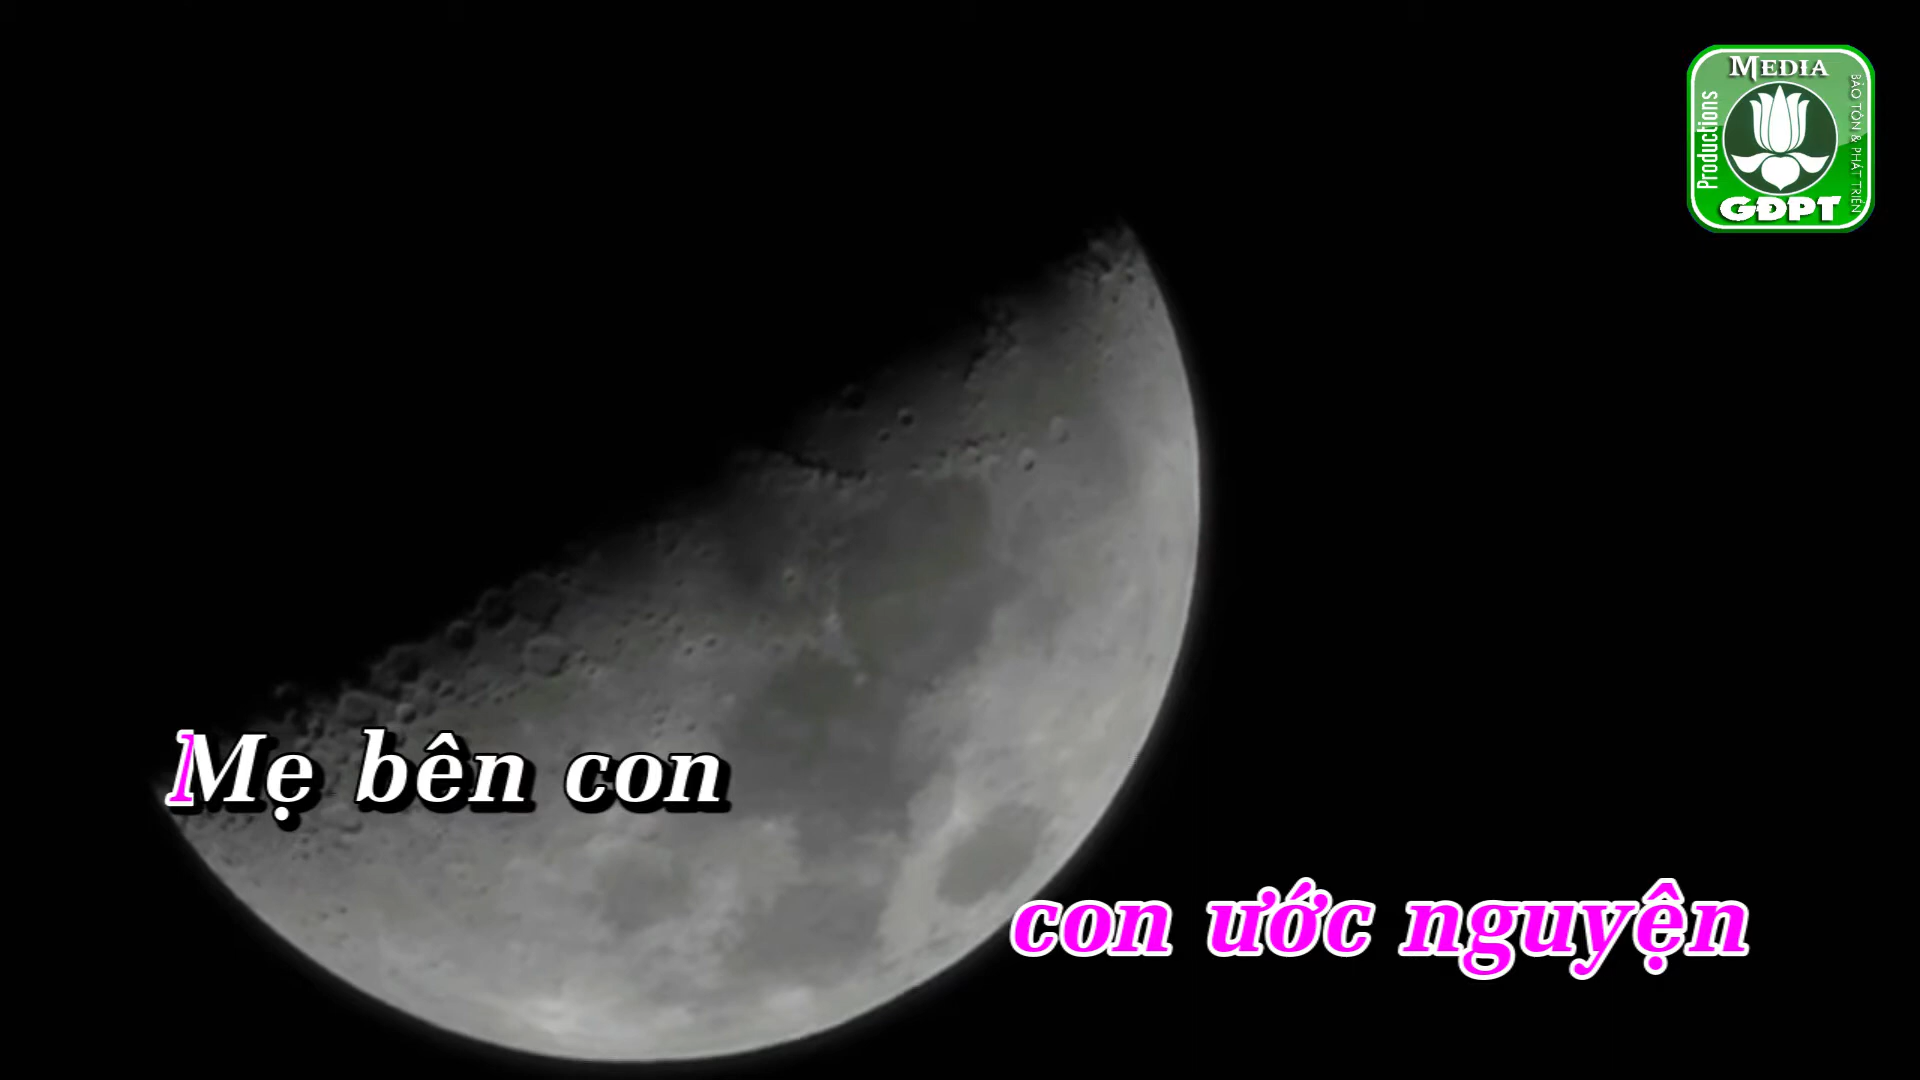 MEDIA
Productions
BẢO TỒN & PHÁT TRIỂN
GĐPT
Mẹ bên con
con ước nguyện